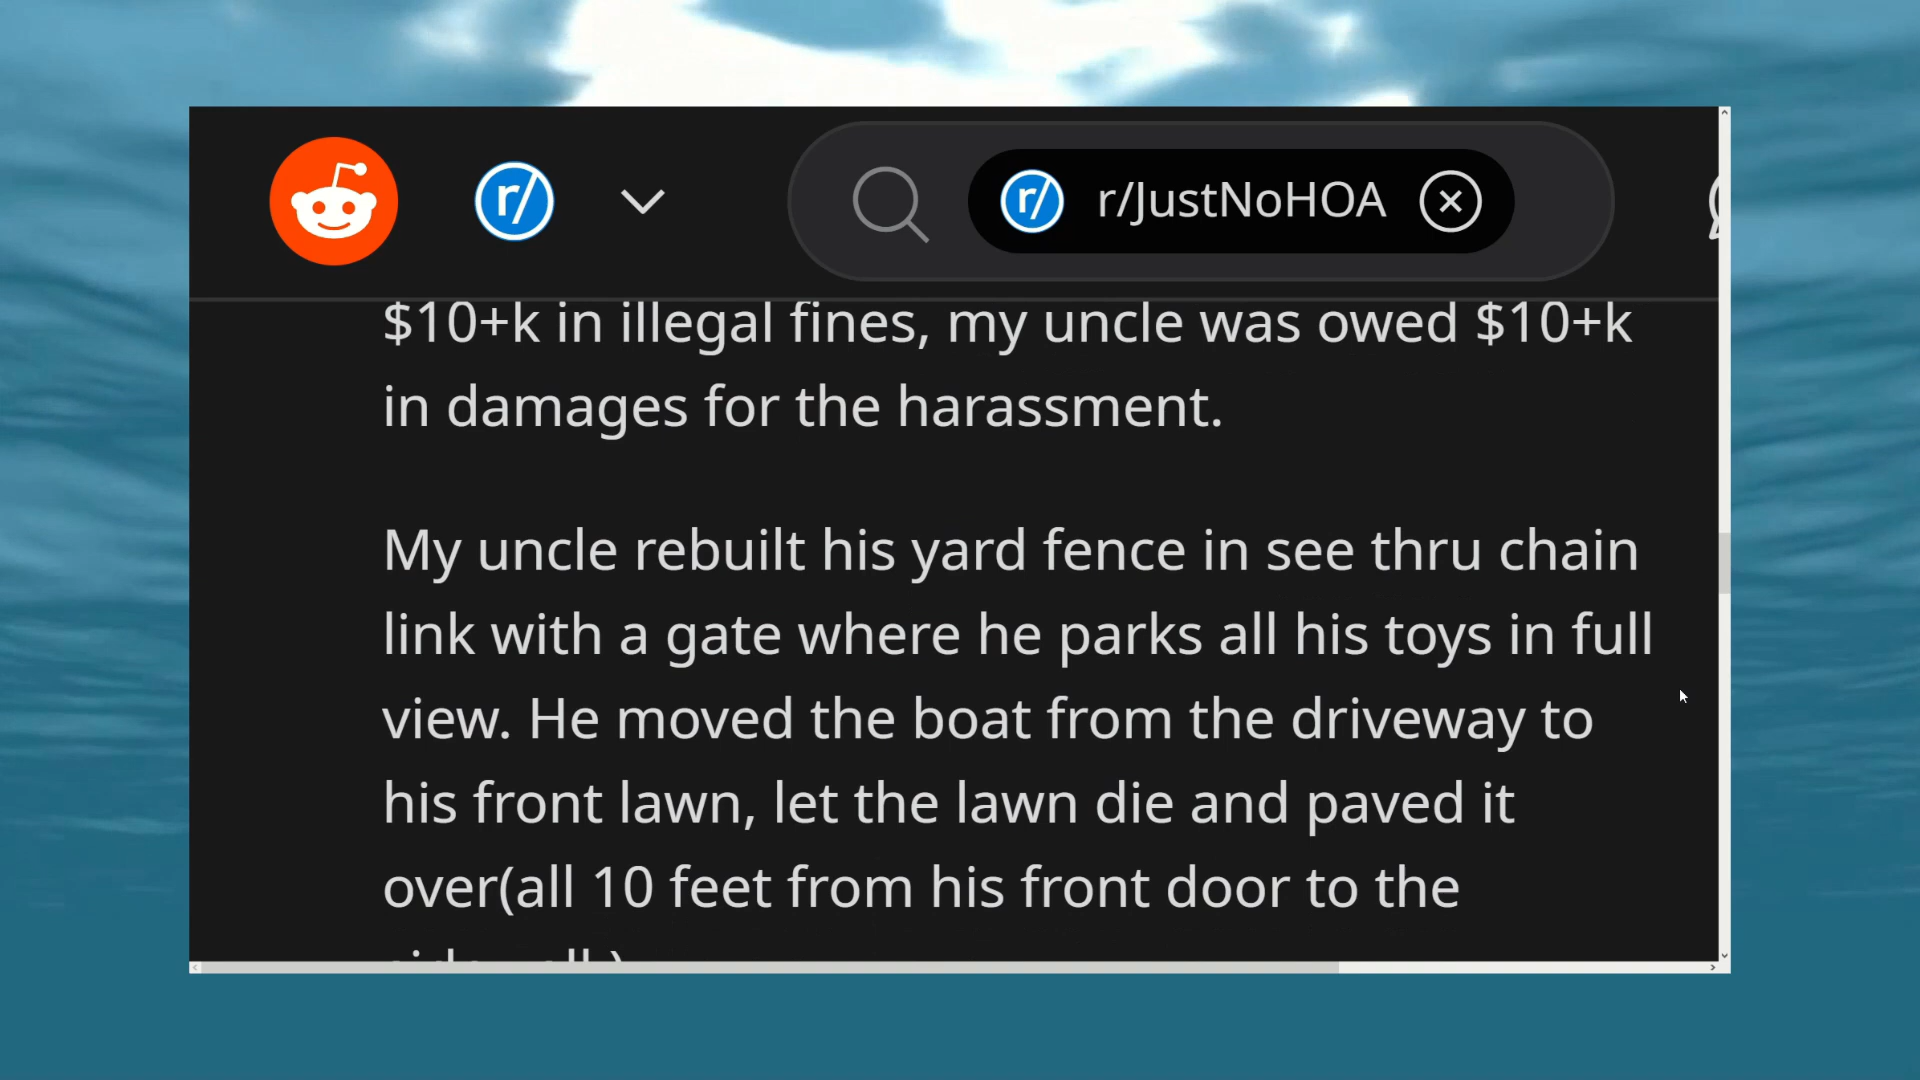 r/ r/ r/JustNoHOA
$10+k in illegal fines, my uncle was owed $10+k
in damages for the harassment.
My uncle rebuilt his yard fence in see thru chain
link with a gate where he parks all his toys in full
view. He moved the boat from the driveway to
his front lawn, let the lawn die and paved it
over(all 10 feet from his front door to the